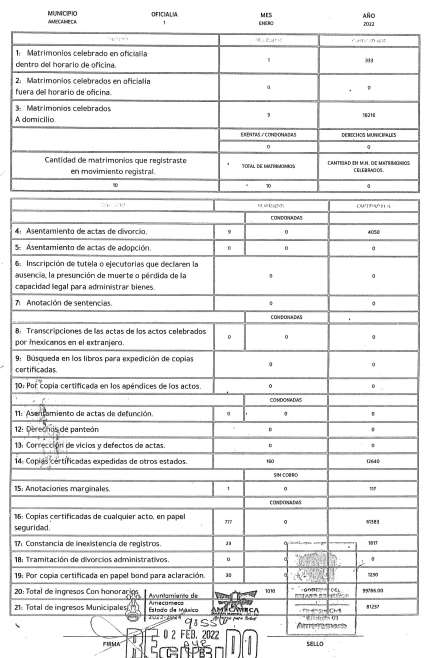 MUNICIPIO OFICIALIA MES AÑO
AMECAMECA 1 ENERO 2022
1: Matrimonios celebrado en oficialía
dentro del horario de oficina. 1 333
2: Matrimonios celebrados en oficialía
fuera del horario de oficina. 0 0
3: Matrimonios celebrados
A domicilio. 9 18216
EXENTAS / CONDONADAS DERECHOS MUNICIPALES
0 0
Cantidad de matrimonios que registraste
en movimiento registral. TOTAL DE MATRIMONIOS CANTIDAD EN M.N. DE MATRIMONIOS
CELEBRADOS:
10 10 0
CONDONADAS
4: Asentamiento de actas de divorcio. 9 0 4050
5: Asentamiento de actas de adopción. 0 0 0
6: Inscripción de tutela o ejecutorias que declaren la
ausencia, la presunción de muerte o pérdida de la
capacidad legal para administrar bienes. 0 0
7: Anotación de sentencias. 0 0
CONDONADAS
8: Transcripciones de las actas de los actos celebrados
por mexicanos en el extranjero. 0 0 0
9: Búsqueda en los libros para expedición de copias
certificadas. 0 0
10: Por copia certificada en los apéndices de los actos. 0 0
CONDONADAS
11: Asentamiento de actas de defunción. 0 0 0
12: Derechos de panteón 0 0
13: Corrección de vicios y defectos de actas. 0 0
14: Copias certificadas expedidas de otros estados. 160 12640
SIN COBRO
15: Anotaciones marginales. 1 0 117
CONDONADAS
16: Copias certificadas de cualquier acto, en papel
seguridad. 777 0 61383
17: Constancia de inexistencia de registros. 23 0 1817
18: Tramitación de divorcios administrativos. 0 0 0
19: Por copia certificada en papel bond para aclaración. 30 0 1230
20: Total de ingresos Con honorarios 1010 99786.00
21: Total de ingresos Municipales 81237
Ayuntamiento de
Amecameca
Estado de México
2022-2024
AMECAMECA
02 FEB. 2022
RECIBIDO
FIRMA SELLO